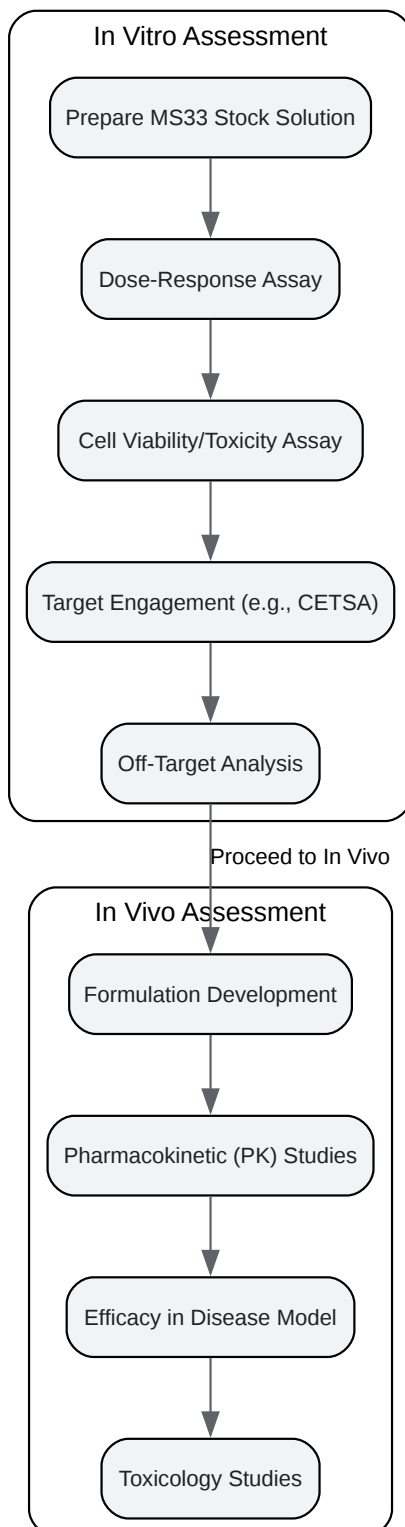 In Vitro Assessment
Prepare MS33 Stock Solution
Dose-Response Assay
Cell Viability/Toxicity Assay
Target Engagement (e.g., CETSA)
Off-Target Analysis
Proceed to In Vivo
In Vivo Assessment
Formulation Development
Pharmacokinetic (PK) Studies
Efficacy in Disease Model
Toxicology Studies